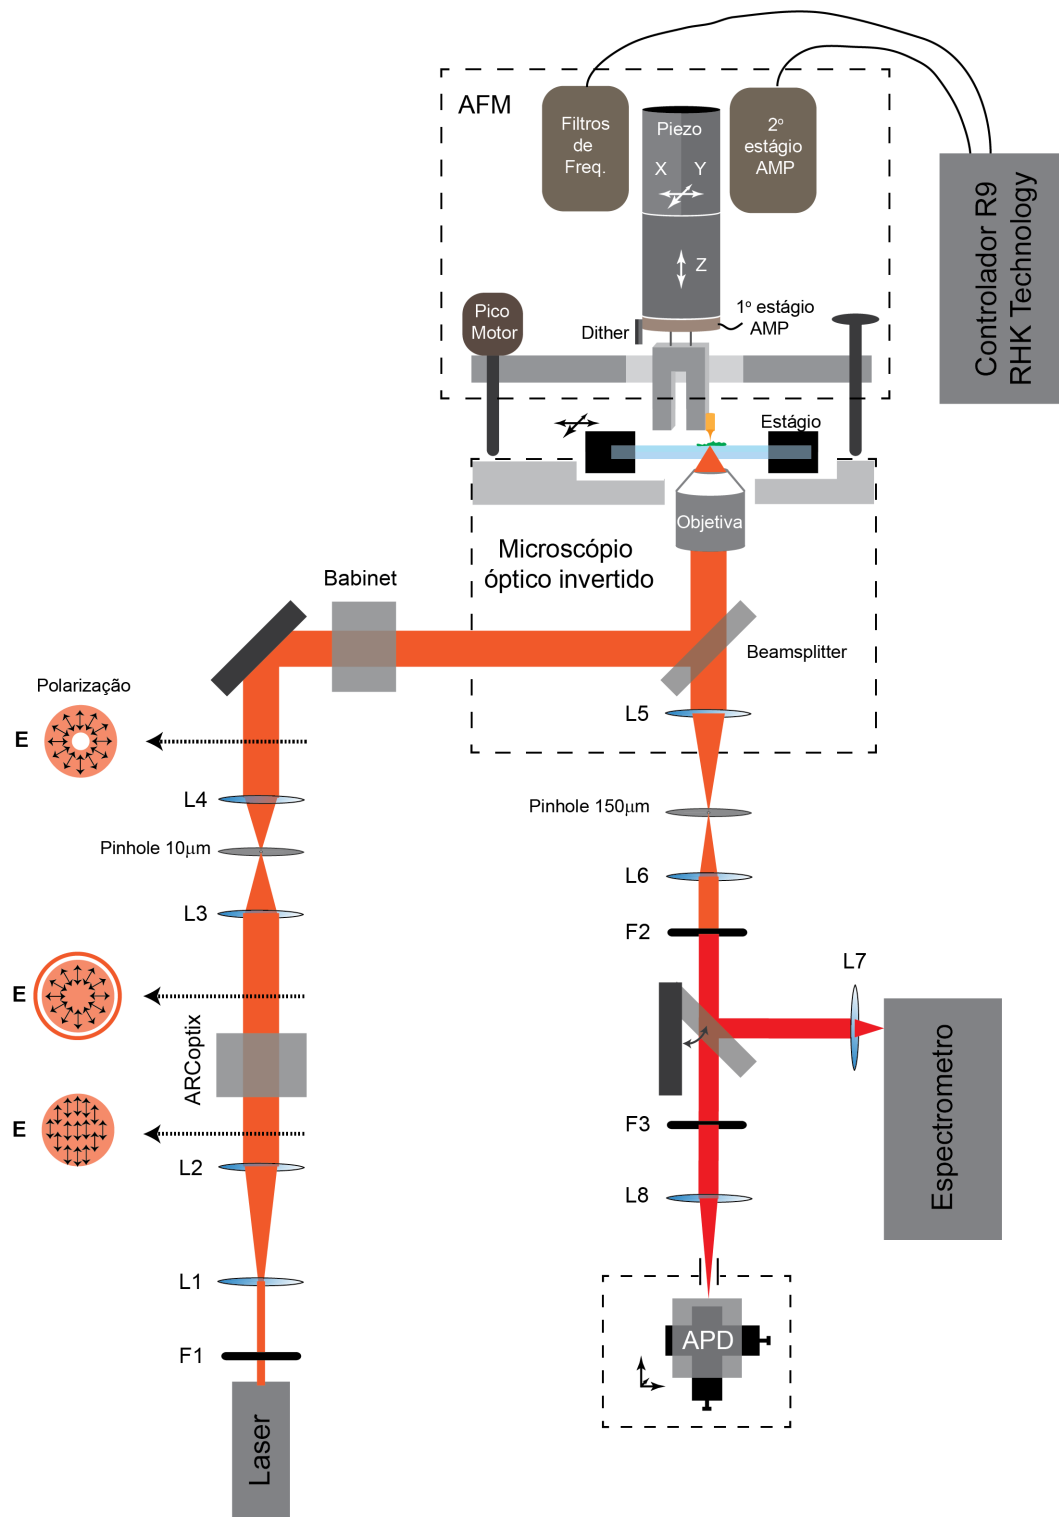 AFM
Filtros
de
Freq.
Piezo
X Y
Z
2º
estágio
AMP
Controlador R9
RHK Technology
Pico
Motor
Dither
1º estágio
AMP
Estágio
Objetiva
Microscópio
óptico invertido
Babinet
Beamsplitter
Polarização
E
L5
L4
Pinhole 150µm
Pinhole 10µm
L6
L3
F2
L7
E
ARCoptix
Espectrometro
E
F3
L2
L8
L1
F1
APD
Laser